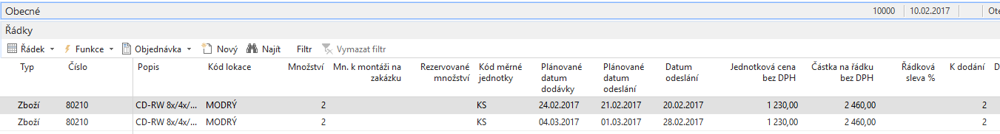 Obecné 10000 10.02.2017 Ote
Řádky
Řádek Funkce Objednávka Nový Najít Filtr Vymazat filtr
Typ Číslo Popis Kód lokace Množství Mn. k montáži na zakázku Rezervované množství Kód měrné jednotky Plánované datum dodávky Plánované datum odeslání Datum odeslání Jednotková cena bez DPH Částka na řádku bez DPH Řádková sleva % K dodání D
Zboží 80210 CD-RW 8x/4x/... MODRÝ 2 KS 24.02.2017 21.02.2017 20.02.2017 1 230,00 2 460,00 2
Zboží 80210 CD-RW 8x/4x/... MODRÝ 2 KS 04.03.2017 01.03.2017 28.02.2017 1 230,00 2 460,00 2